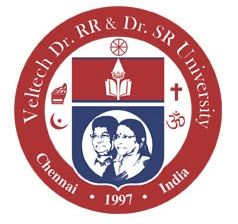 Veltech Dr. RR & Dr. SR University
Chennai • 1997 • India